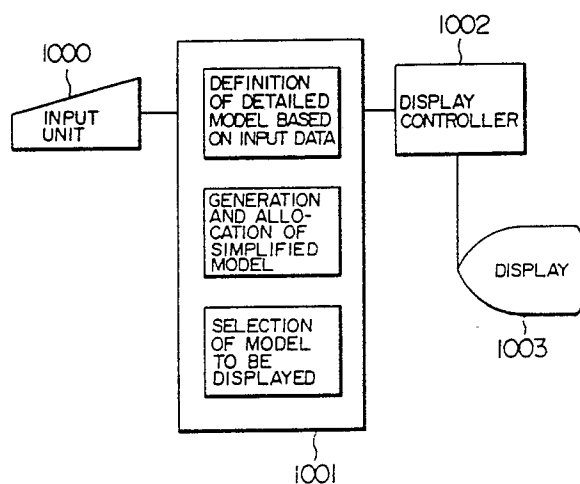 1000
INPUT
UNIT
DEFINITION
OF DETAILED
MODEL BASED
ON INPUT DATA
GENERATION
AND ALLO-
CATION OF
SIMPLIFIED
MODEL
SELECTION
OF MODEL
TO BE
DISPLAYED
1001
1002
DISPLAY
CONTROLLER
DISPLAY
1003